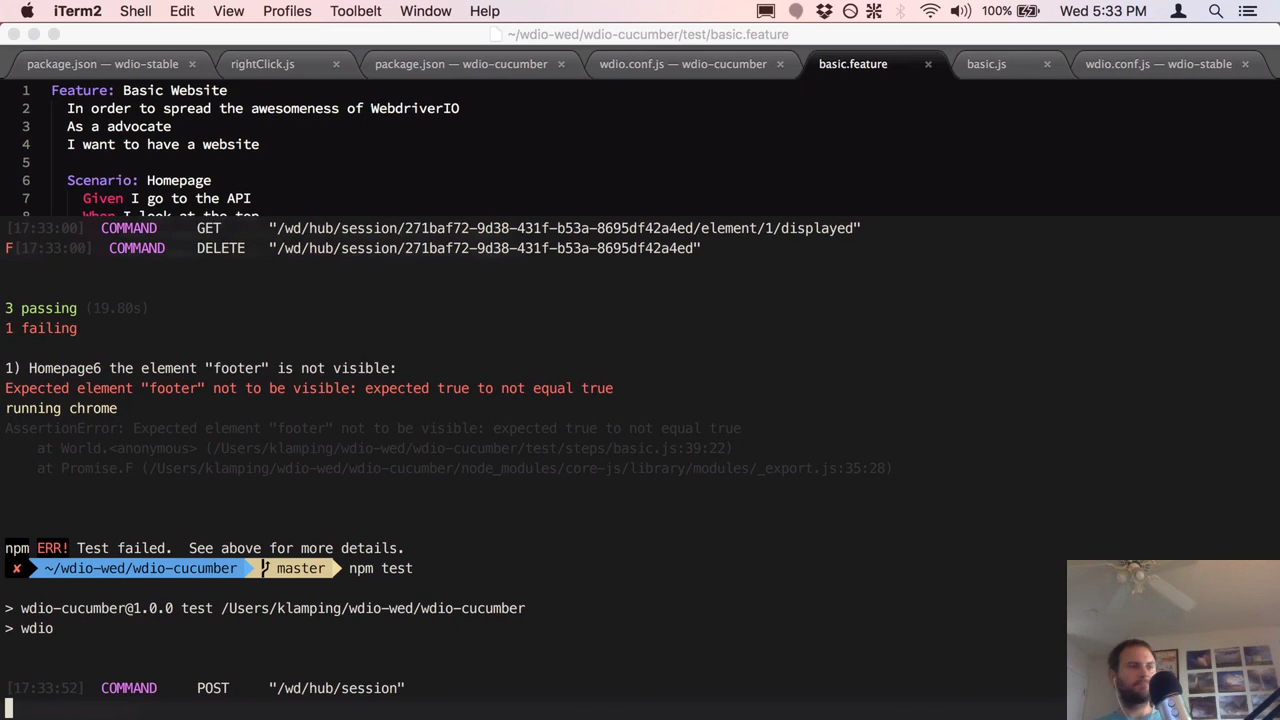 iTerm2 Shell Edit View Profiles Toolbelt Window Help 100% Wed 5:33 PM
~/wdio-wed/wdio-cucumber/test/basic.feature
package.json — wdio-stable × rightClick.js × package.json — wdio-cucumber × wdio.conf.js — wdio-cucumber × basic.feature × basic.js × wdio.conf.js — wdio-stable ×
1 Feature: Basic Website
2 In order to spread the awesomeness of WebdriverIO
3 As a advocate
4 I want to have a website
5
6 Scenario: Homepage
7 Given I go to the API
8 When I look at the top
[17:33:00] COMMAND GET "/wd/hub/session/271baf72-9d38-431f-b53a-8695df42a4ed/element/1/displayed"
F[17:33:00] COMMAND DELETE "/wd/hub/session/271baf72-9d38-431f-b53a-8695df42a4ed"
3 passing (19.80s)
1 failing
1) Homepage6 the element "footer" is not visible:
Expected element "footer" not to be visible: expected true to not equal true
running chrome
AssertionError: Expected element "footer" not to be visible: expected true to not equal true
at World.<anonymous> (/Users/klamping/wdio-wed/wdio-cucumber/test/steps/basic.js:39:22)
at Promise.F (/Users/klamping/wdio-wed/wdio-cucumber/node_modules/core-js/library/modules/_export.js:35:28)
npm ERR! Test failed. See above for more details.
✘ ~/wdio-wed/wdio-cucumber master npm test
> wdio-cucumber@1.0.0 test /Users/klamping/wdio-wed/wdio-cucumber
> wdio
[17:33:52] COMMAND POST "/wd/hub/session"